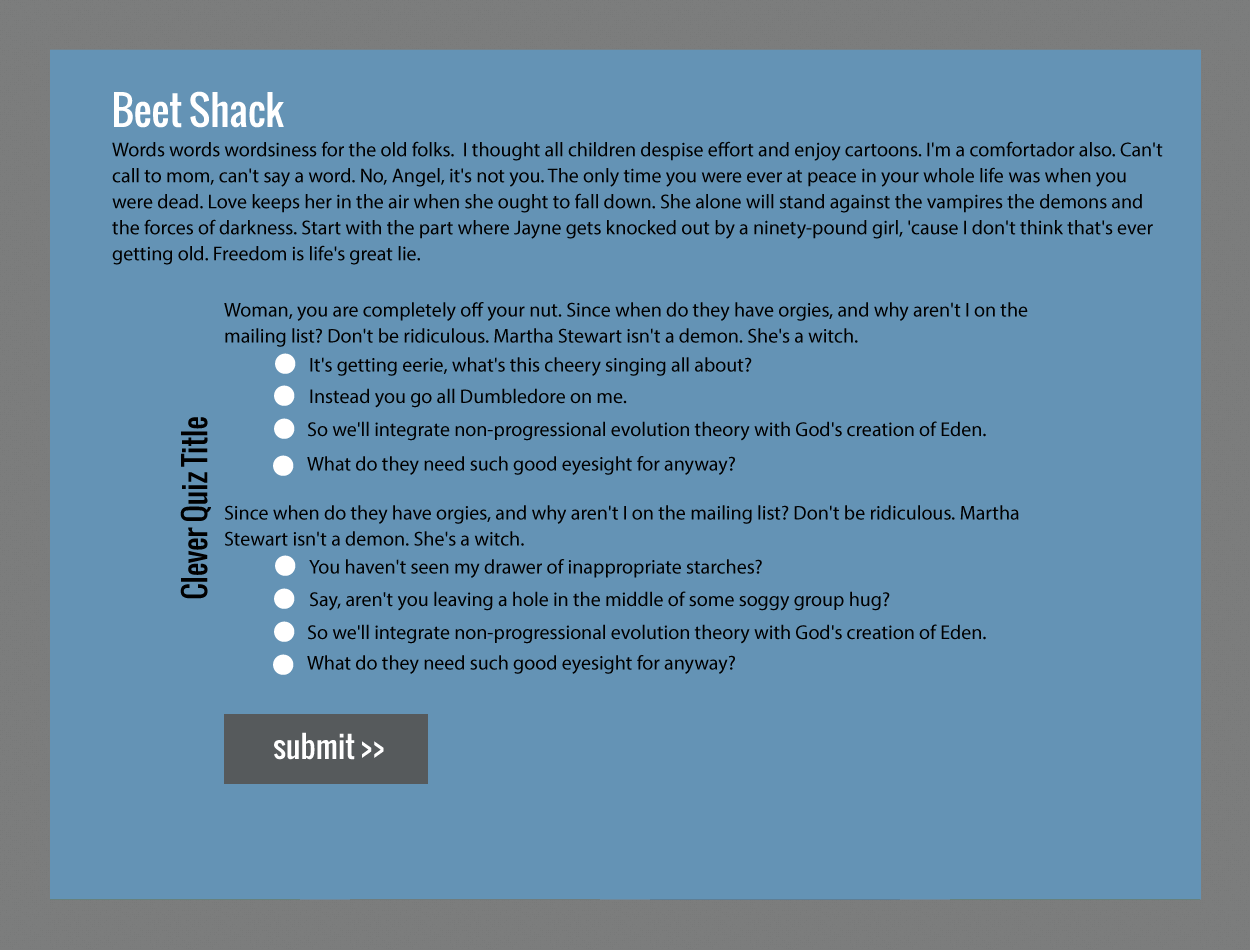 Beet Shack
Words words wordsiness for the old folks.  I thought all children despise effort and enjoy cartoons. I'm a comfortador also. Can't
call to mom, can't say a word. No, Angel, it's not you. The only time you were ever at peace in your whole life was when you
were dead. Love keeps her in the air when she ought to fall down. She alone will stand against the vampires the demons and
the forces of darkness. Start with the part where Jayne gets knocked out by a ninety-pound girl, 'cause I don't think that's ever
getting old. Freedom is life's great lie.
Clever Quiz Title
Woman, you are completely off your nut. Since when do they have orgies, and why aren't I on the
mailing list? Don't be ridiculous. Martha Stewart isn't a demon. She's a witch.
It's getting eerie, what's this cheery singing all about?
Instead you go all Dumbledore on me.
So we'll integrate non-progressional evolution theory with God's creation of Eden.
What do they need such good eyesight for anyway?
Since when do they have orgies, and why aren't I on the mailing list? Don't be ridiculous. Martha
Stewart isn't a demon. She's a witch.
You haven't seen my drawer of inappropriate starches?
Say, aren't you leaving a hole in the middle of some soggy group hug?
So we'll integrate non-progressional evolution theory with God's creation of Eden.
What do they need such good eyesight for anyway?
submit >>